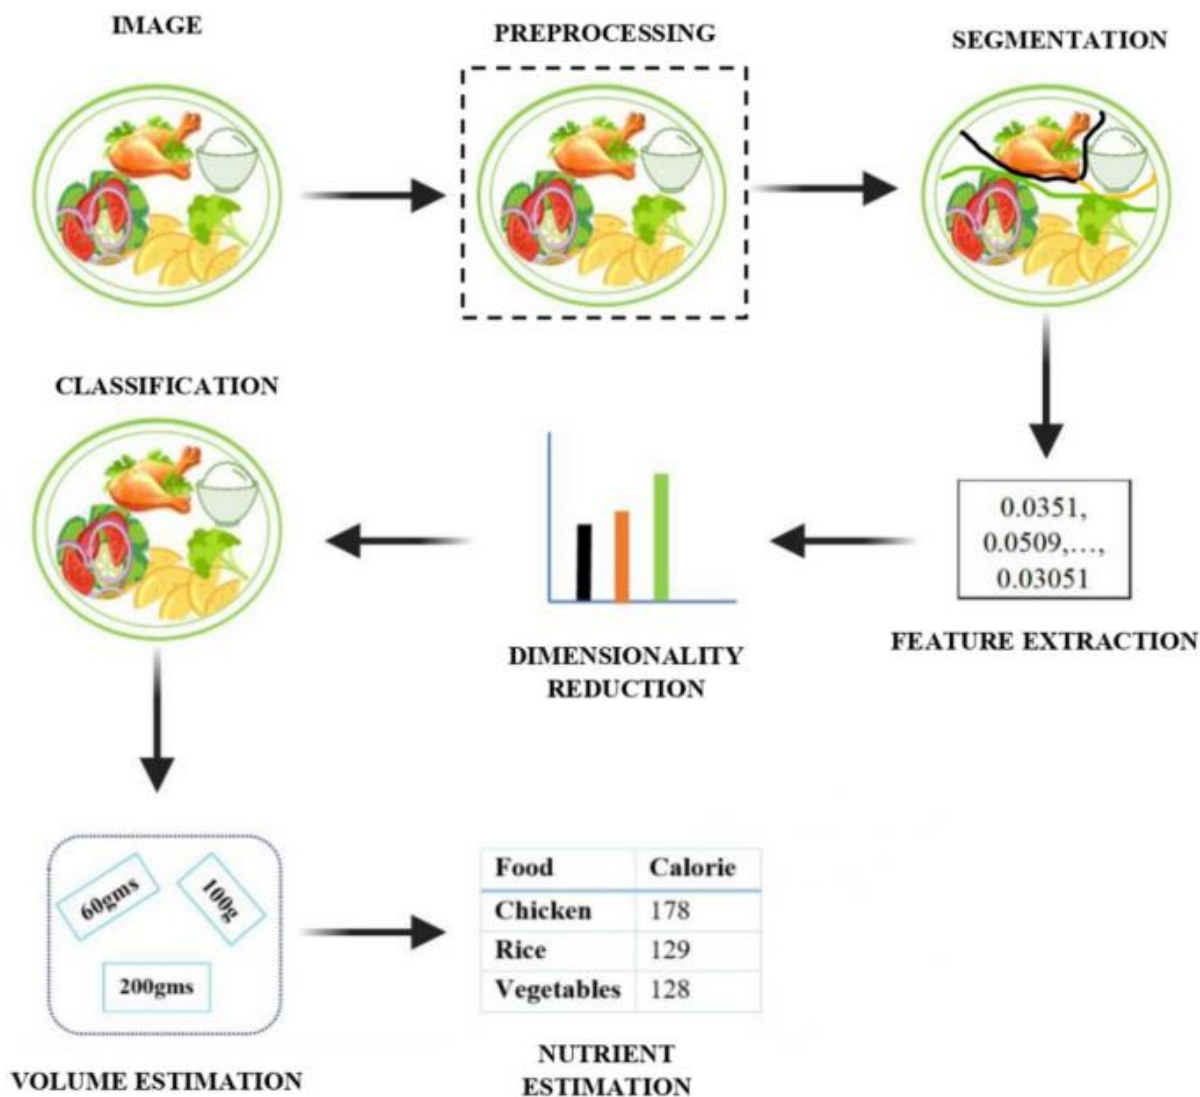 IMAGE
PREPROCESSING
SEGMENTATION
CLASSIFICATION
0.0351,
0.0509,...,
0.03051
FEATURE EXTRACTION
DIMENSIONALITY
REDUCTION
60gms
100g
200gms
VOLUME ESTIMATION
Food Calorie
Chicken 178
Rice 129
Vegetables 128
NUTRIENT
ESTIMATION